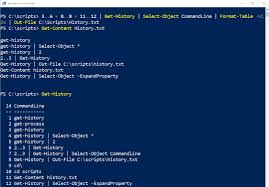 PS C:\scripts> 3..6 + 8..8 + 11..12 | Get-History | Select-Object CommandLine | Format-Table
| Out-File C:\scripts\history.txt
PS C:\scripts> Get-Content History.txt
get-history
get-history | Select-Object *
get-history | 2
2..3 | Get-History
Get-History | Out-File C:\scripts\history.txt
Get-Content history.txt
Get-History | Select-Object -ExpandProperty
PS C:\scripts> Get-History
Id CommandLine
-- -----------
1 get-history
2 get-process
3 get-history
4 get-history | Select-Object *
5 get-history
6 get-history | 2
7 2..3 | Get-History | Select-Object CommandLine
8 Get-History | Out-File C:\scripts\history.txt
9 cd\
10 cd scripts
11 Get-Content history.txt
12 Get-History | Select-Object -ExpandProperty